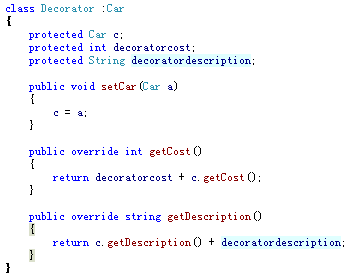 class Decorator :Car
{
protected Car c;
protected int decoratorcost;
protected String decoratordescription;
public void setCar(Car a)
{
c = a;
}
public override int getCost()
{
return decoratorcost + c.getCost();
}
public override string getDescription()
{
return c.getDescription() + decoratordescription;
}
}